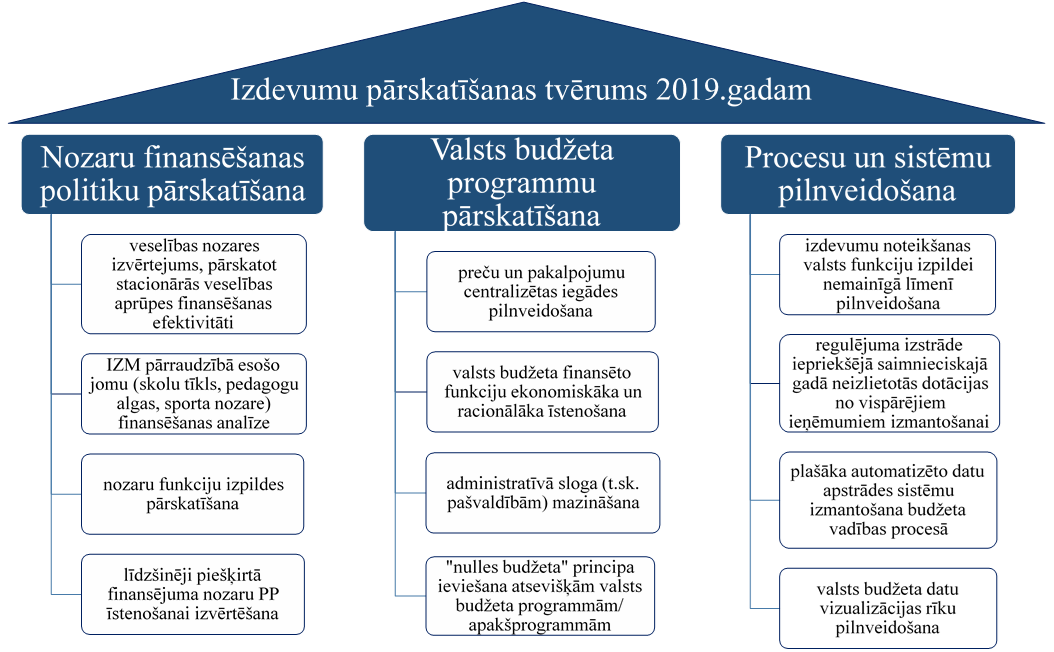 Izdevumu pārskatīšanas tvērums 2019.gadam
Nozaru finansēšanas
politiku pārskatīšana
veselības nozares
izvērtejums, pārskatot
stacionārās veselības
aprūpes finansēšanas
efektivitāti
IZM pārraudzībā esošo
jomu (skolu tīkls, pedagogu
algas, sporta nozare)
finansēšanas analīze
nozaru funkciju izpildes
pārskatīšana
līdzšinēji piešķirtā
finansējuma nozaru PP
īstenošanai izvērtēšana
Valsts budžeta
programmu
pārskatīšana
preču un pakalpojumu
centralizētas iegādes
pilnveidošana
valsts budžeta finansēto
funkciju ekonomiskāka un
racionālāka īstenošana
administratīvā sloga (t.sk.
pašvaldībām) mazināšana
"nulles budžeta" principa
ieviešana atsevišķām valsts
budžeta programmām/
apakšprogrammām
Procesu un sistēmu
pilnveidošana
izdevumu noteikšanas
valsts funkciju izpildei
nemainīgā līmenī
pilnveidošana
regulējuma izstrāde
iepriekšējā saimnieciskajā
gadā neizlietotās dotācijas
no vispārējiem
ieņēmumiem izmantošanai
plašāka automatizēto datu
apstrādes sistēmu
izmantošana budžeta
vadības procesā
valsts budžeta datu
vizualizācijas rīku
pilnveidošana